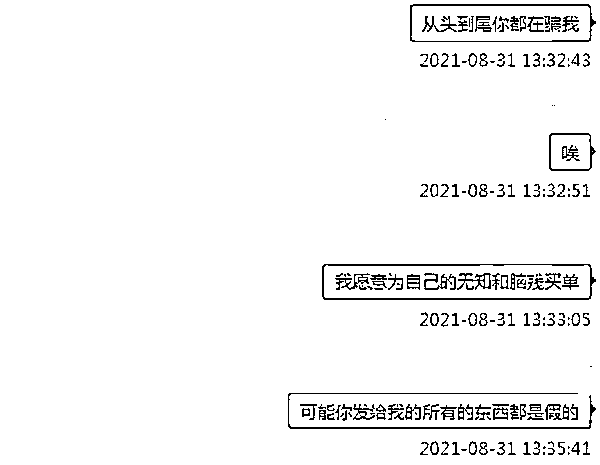 从头到尾你都在骗我
2021-08-31 13:32:43
唉
2021-08-31 13:32:51
我愿意为自己的无知和脑残买单
2021-08-31 13:33:05
可能你发给我的所有的东西都是假的
2021-08-31 13:35:41